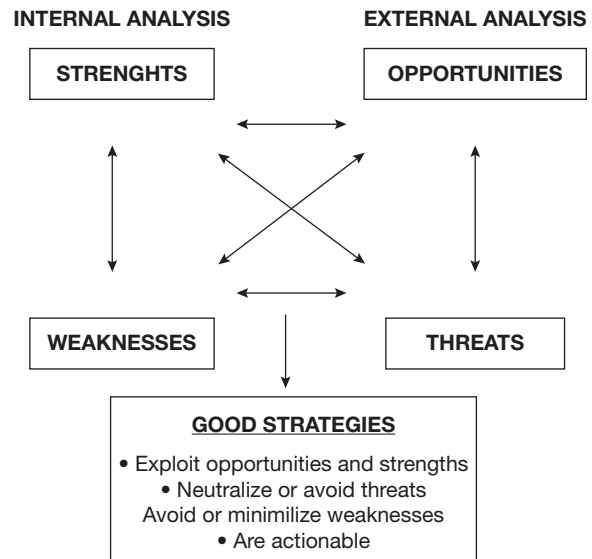 INTERNAL ANALYSIS
EXTERNAL ANALYSIS
STRENGHTS
OPPORTUNITIES
WEAKNESSES
THREATS
GOOD STRATEGIES
• Exploit opportunities and strengths
• Neutralize or avoid threats
Avoid or minimilize weaknesses
• Are actionable